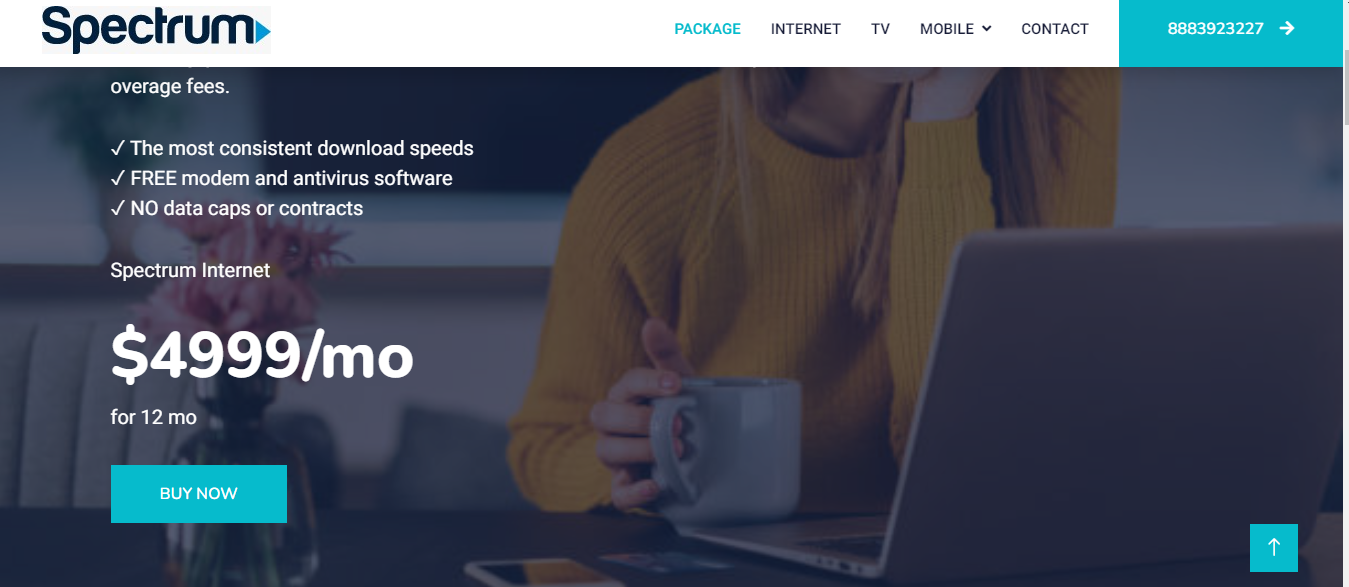 Spectrum
PACKAGE INTERNET TV MOBILE CONTACT 8883923227 →
overage fees.
✓ The most consistent download speeds
✓ FREE modem and antivirus software
✓ NO data caps or contracts
Spectrum Internet
$4999/mo
for 12 mo
BUY NOW